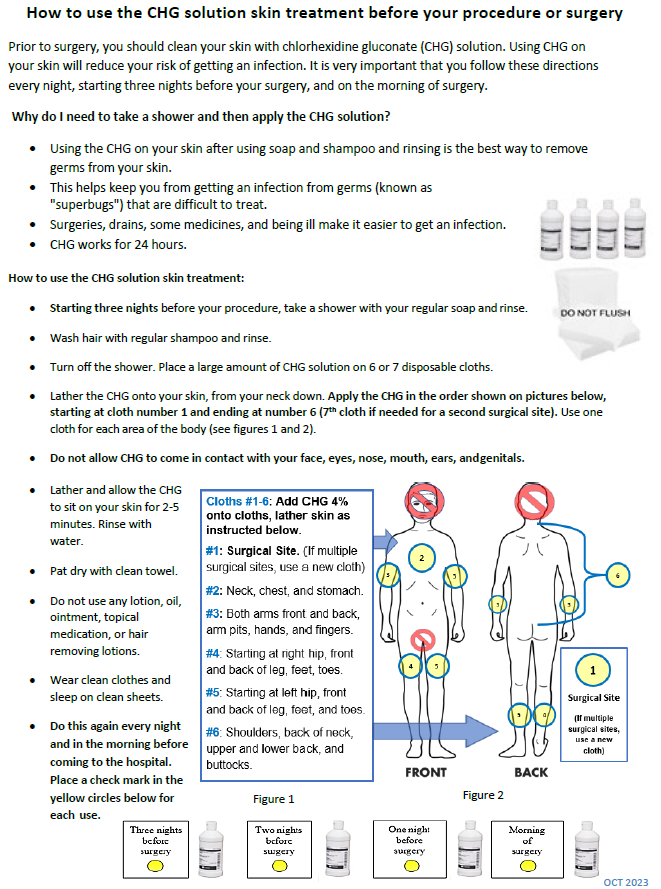 How to use the CHG solution skin treatment before your procedure or surgery
Prior to surgery, you should clean your skin with chlorhexidine gluconate (CHG) solution. Using CHG on
your skin will reduce your risk of getting an infection. It is very important that you follow these directions
every night, starting three nights before your surgery, and on the morning of surgery.
Why do I need to take a shower and then apply the CHG solution?
• Using the CHG on your skin after using soap and shampoo and rinsing is the best way to remove
germs from your skin.
• This helps keep you from getting an infection from germs (known as
"superbugs") that are difficult to treat.
• Surgeries, drains, some medicines, and being ill make it easier to get an infection.
• CHG works for 24 hours.
DO NOT FLUSH
How to use the CHG solution skin treatment:
• Starting three nights before your procedure, take a shower with your regular soap and rinse.
• Wash hair with regular shampoo and rinse.
• Turn off the shower. Place a large amount of CHG solution on 6 or 7 disposable cloths.
• Lather the CHG onto your skin, from your neck down. Apply the CHG in the order shown on pictures below,
starting at cloth number 1 and ending at number 6 (7th cloth if needed for a second surgical site). Use one
cloth for each area of the body (see figures 1 and 2).
• Do not allow CHG to come in contact with your face, eyes, nose, mouth, ears, andgenitals.
• Lather and allow the CHG
to sit on your skin for 2-5
minutes. Rinse with
water.
• Pat dry with clean towel.
• Do not use any lotion, oil,
ointment, topical
medication, or hair
removing lotions.
• Wear clean clothes and
sleep on clean sheets.
• Do this again every night
and in the morning before
coming to the hospital.
Place a check mark in the
yellow circles below for
each use.
Cloths #1-6: Add CHG 4%
onto cloths, lather skin as
instructed below.
#1: Surgical Site. (If multiple
surgical sites, use a new cloth)
#2: Neck, chest, and stomach.
#3: Both arms front and back,
arm pits, hands, and fingers.
#4: Starting at right hip, front
and back of leg, feet, toes.
#5: Starting at left hip, front
and back of leg, feet, and toes.
#6: Shoulders, back of neck,
upper and lower back, and
buttocks.
Figure 1
2
3
3
4
5
FRONT
3
3
6
BACK
1
Surgical Site
(If multiple
surgical sites,
use a new
cloth)
Figure 2
Three nights
before
surgery
Two nights
before
surgery
One night
before
surgery
Morning
of
surgery
OCT 2023